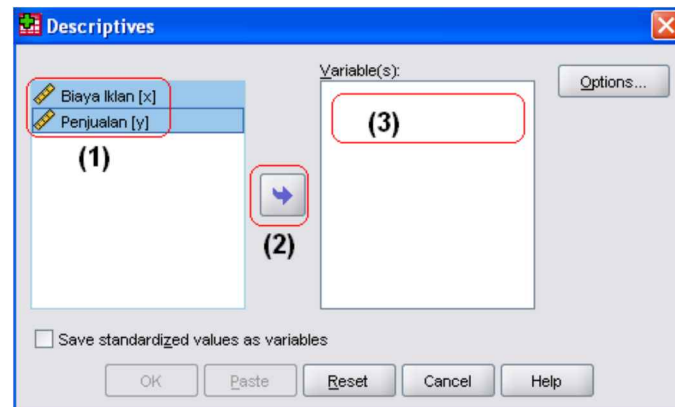 Descriptives
Variable(s):
Options...
Biaya Iklan [x]
Penjualan [y]
(1)
(3)
(2)
Save standardized values as variables
OK
Paste
Reset
Cancel
Help